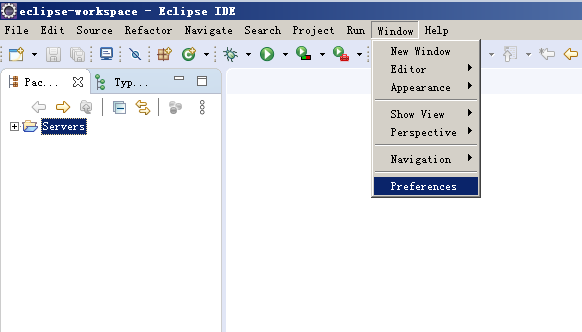 eclipse-workspace - Eclipse IDE
File Edit Source Refactor Navigate Search Project Run Window Help
New Window
Editor
Appearance
Show View
Perspective
Navigation
Preferences
Pac... Typ...
Servers